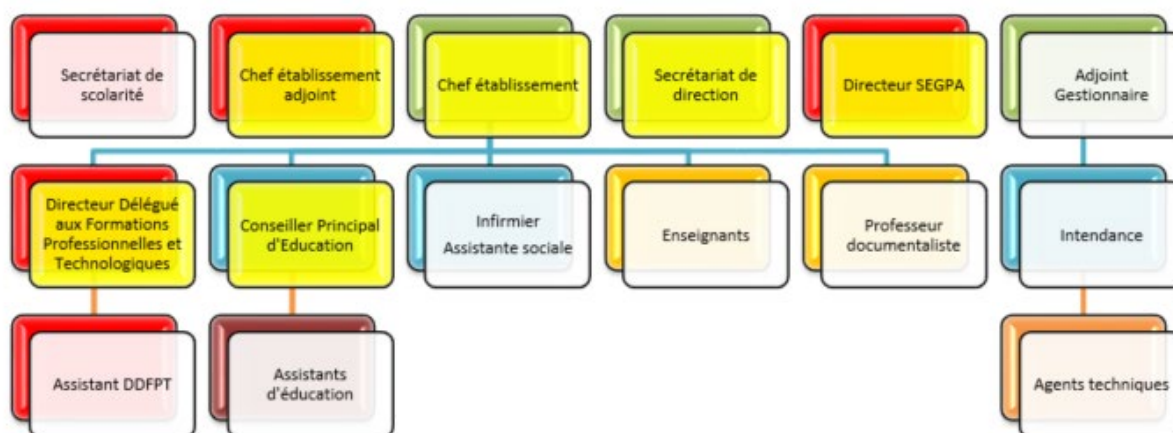 Secrétariat de
scolarité
Chef établissement
adjoint
Chef établissement
Secrétariat de
direction
Directeur SEGPA
Adjoint
Gestionnaire
Directeur Délégué
aux Formations
Professionnelles et
Technologiques
Conseiller Principal
d'Education
Infirmier
Assistante sociale
Enseignants
Professeur
documentaliste
Intendance
Assistant DDFPT
Assistants
d'éducation
Agents techniques